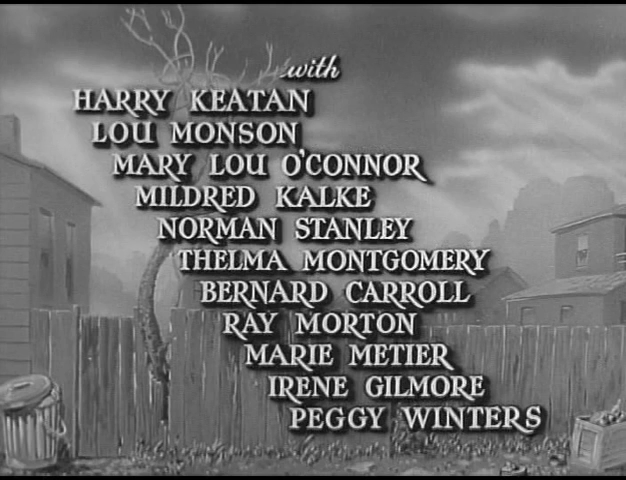 with
HARRY KEATAN
LOU MONSON
MARY LOU O'CONNOR
MILDRED KALKE
NORMAN STANLEY
THELMA MONTGOMERY
BERNARD CARROLL
RAY MORTON
MARIE METIER
IRENE GILMORE
PEGGY WINTERS